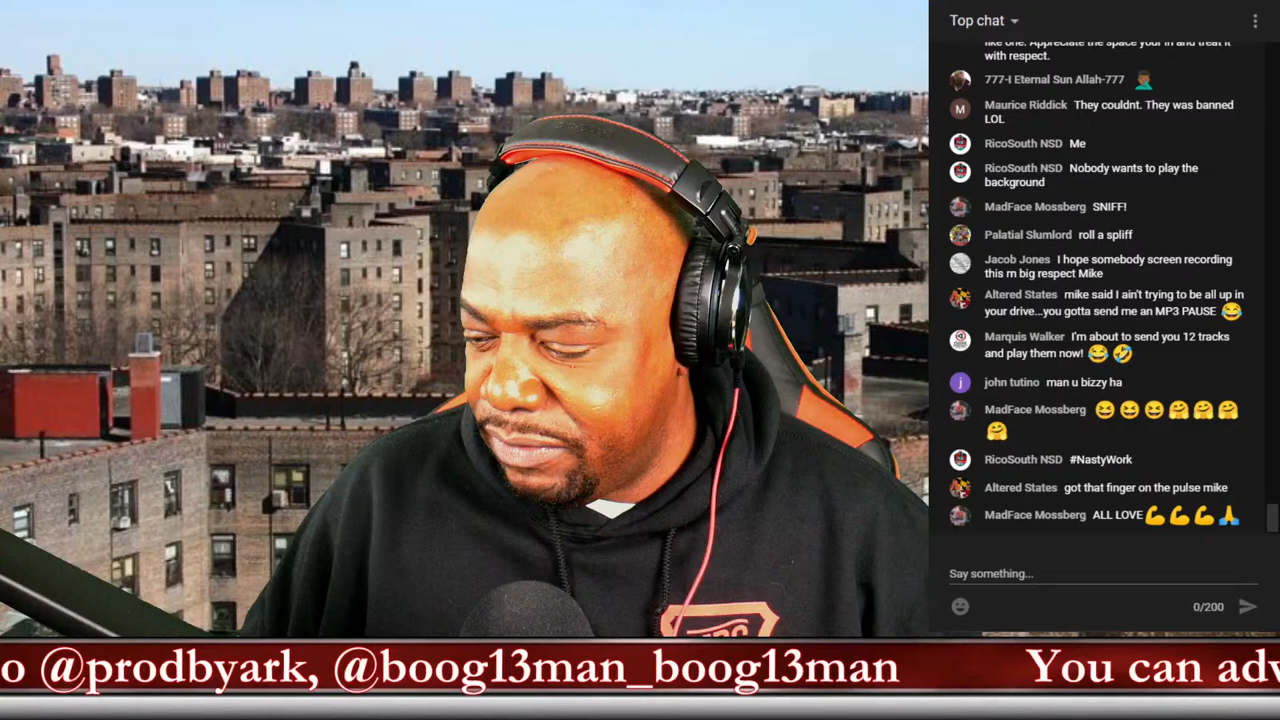 Top chat
like one. Appreciate the space your in and treat it
with respect.
777-I Eternal Sun Allah-777
M
Maurice Riddick They couldnt. They was banned
LOL
RicoSouth NSD Me
RicoSouth NSD Nobody wants to play the
background
MadFace Mossberg SNIFF!
Palatial Slumlord roll a spliff
Jacob Jones I hope somebody screen recording
this rn big respect Mike
Altered States mike said I ain't trying to be all up in
your drive...you gotta send me an MP3 PAUSE 😂
Marquis Walker I'm about to send you 12 tracks
and play them now! 😂 🤣
j
john tutino man u bizzy ha
MadFace Mossberg 😆 😆 😆 🤗 🤗 🤗
🤗
RicoSouth NSD #NastyWork
Altered States got that finger on the pulse mike
MadFace Mossberg ALL LOVE 💪 💪 💪 🙏
Say something...
0/200
o @prodbyark, @boog13man_boog13man You can adv